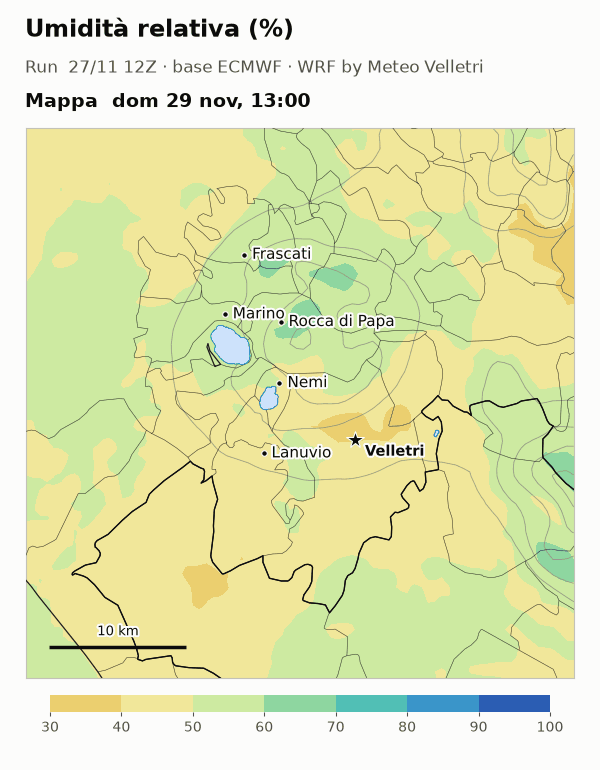 Umidità relativa (%)
Run  27/11 12Z · base ECMWF · WRF by Meteo Velletri
Mappa  dom 29 nov, 13:00
Frascati
Marino
Rocca di Papa
Nemi
Velletri
Lanuvio
10 km
30 40 50 60 70 80 90 100